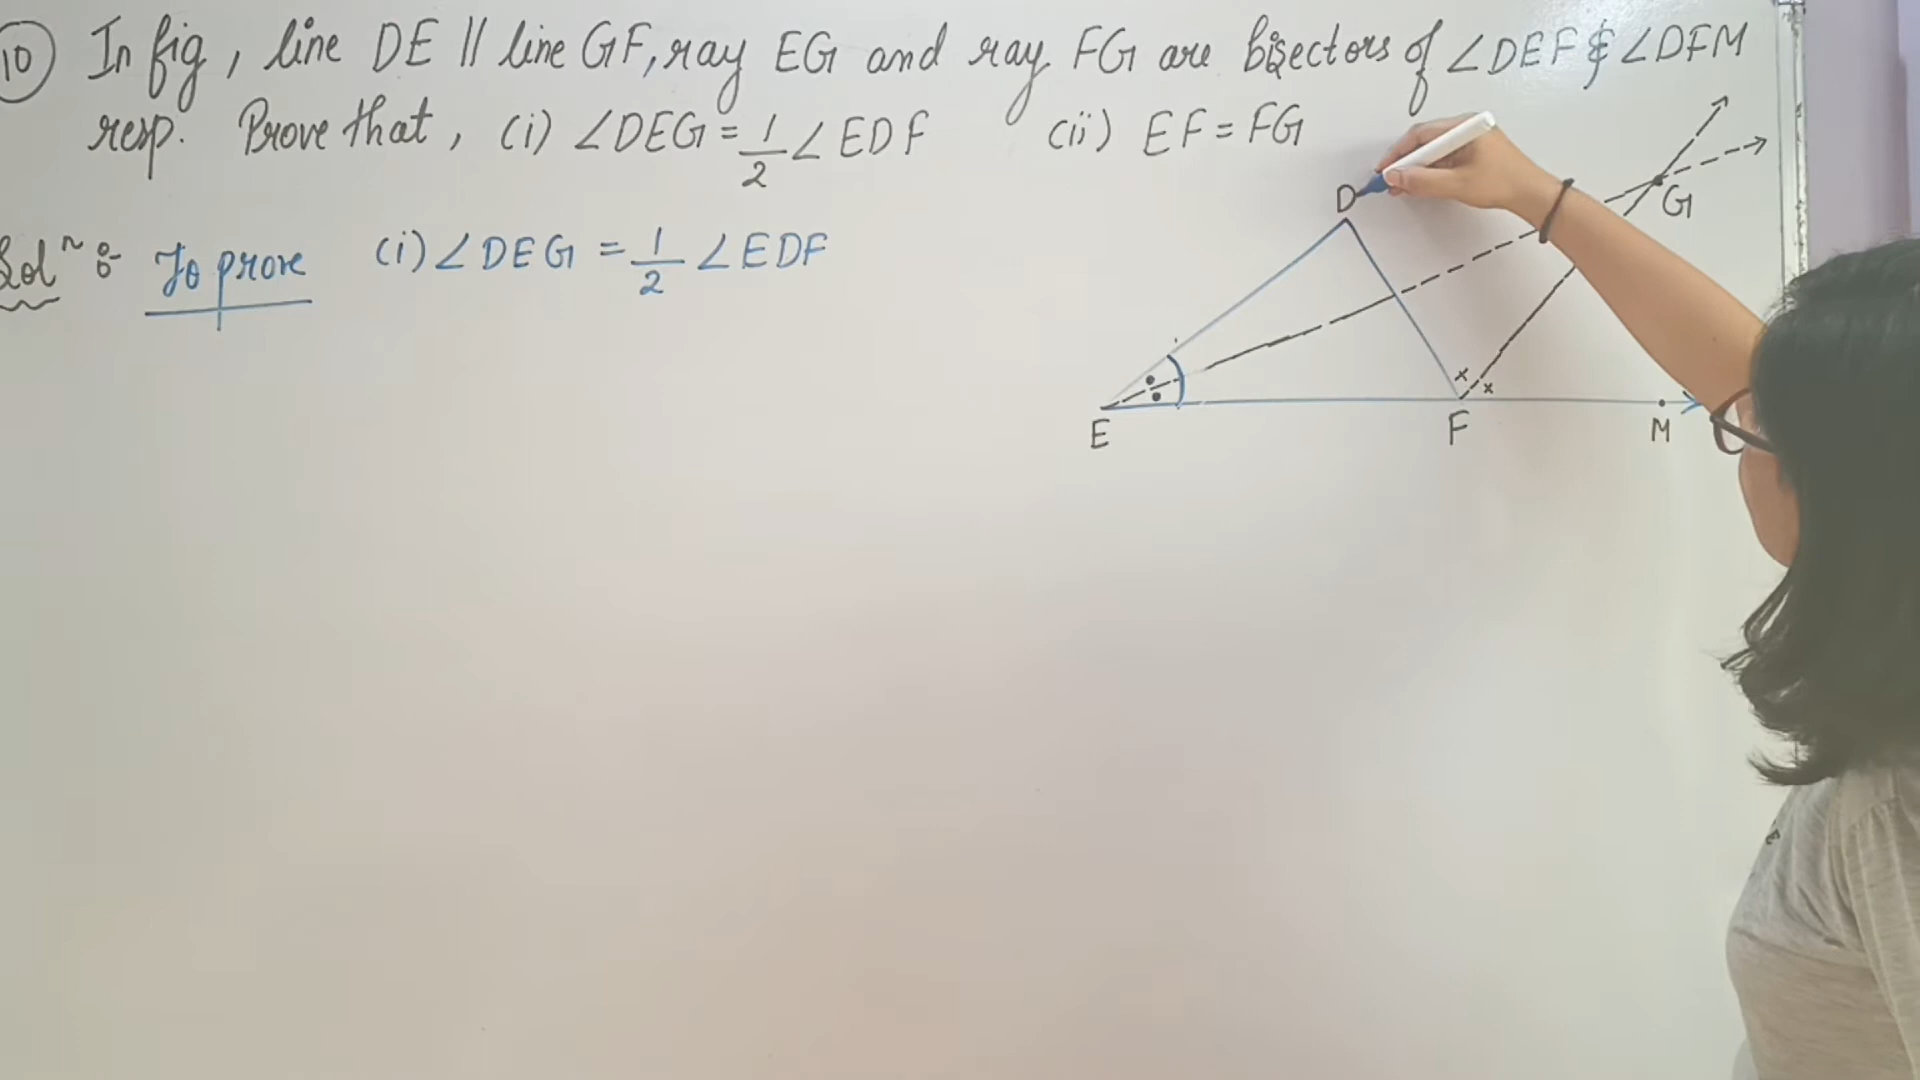 10 In fig, line DE || line GF, ray EG and ray FG are bisectors of ∠DEF & ∠DFM
resp. Prove that, (i) ∠DEG = 1/2 ∠EDF (ii) EF = FG
Solⁿ :- To prove (i) ∠DEG = 1/2 ∠EDF
D
G
x x
E
F
M